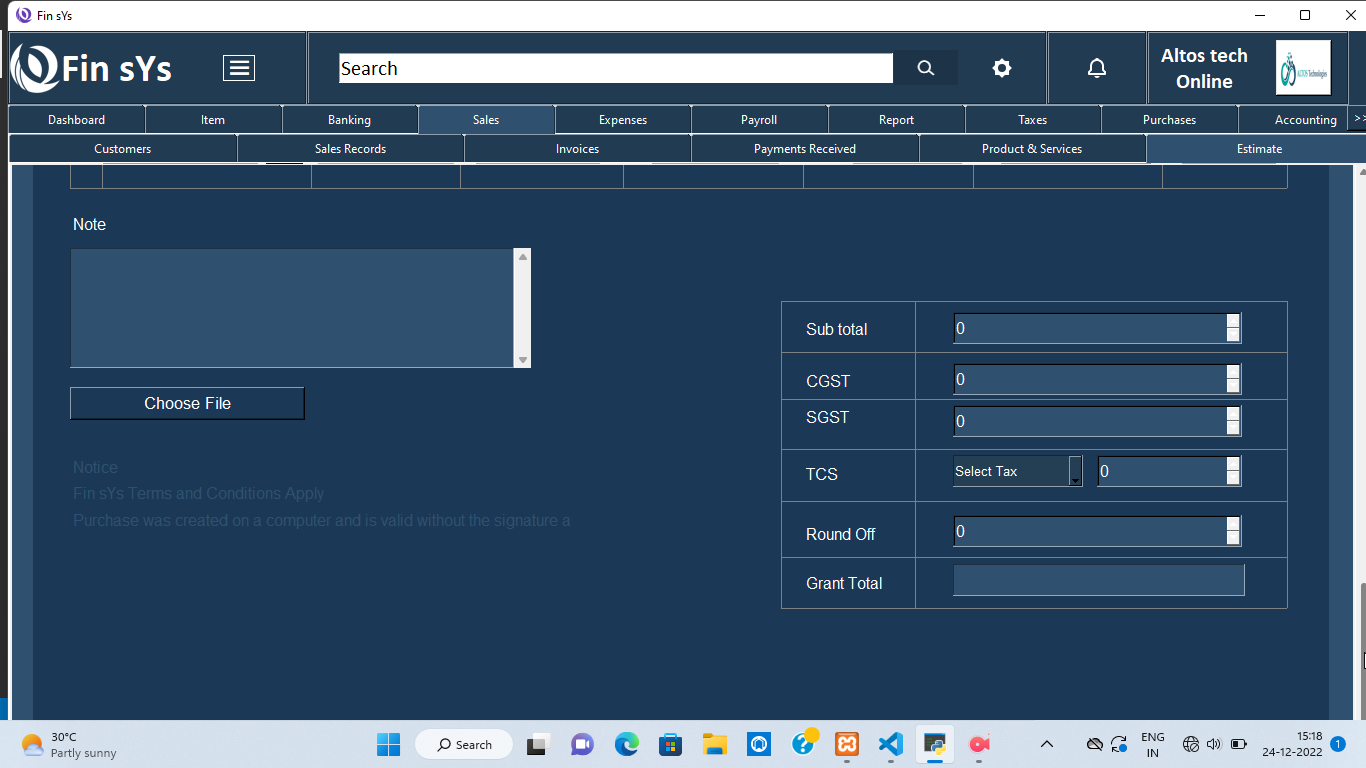 Fin sYs
Fin sYs
Search
Altos tech
Online
ALTOS Technologies
Dashboard Item Banking Sales Expenses Payroll Report Taxes Purchases Accounting >>
Customers Sales Records Invoices Payments Received Product & Services Estimate
Note
Choose File
Notice
Fin sYs Terms and Conditions Apply
Purchase was created on a computer and is valid without the signature a
Sub total 0
CGST 0
SGST 0
TCS Select Tax 0
Round Off 0
Grant Total
30°C
Partly sunny
Search
ENG
IN
15:18
24-12-2022
1